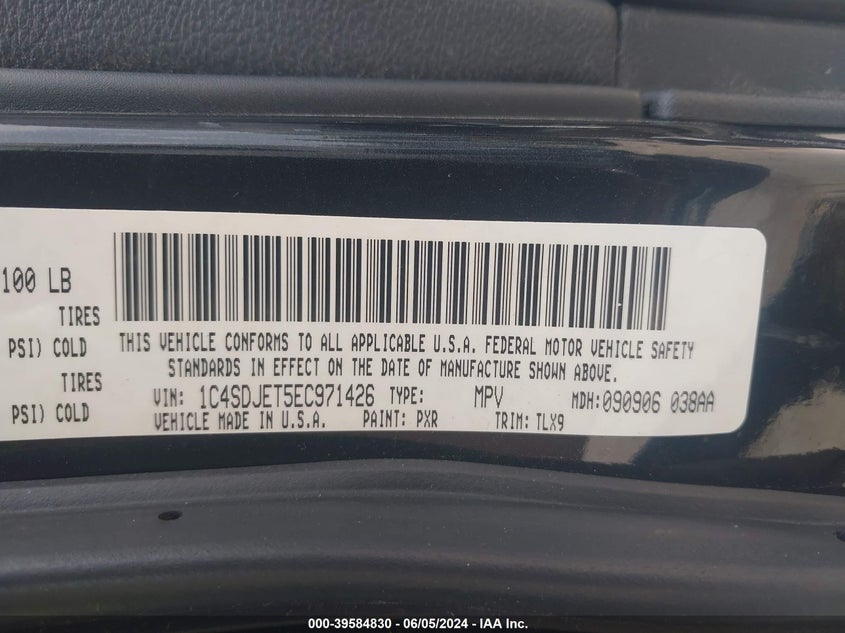 100 LB
TIRES
PSI) COLD
TIRES
PSI) COLD
THIS VEHICLE CONFORMS TO ALL APPLICABLE U.S.A. FEDERAL MOTOR VEHICLE SAFETY
STANDARDS IN EFFECT ON THE DATE OF MANUFACTURE SHOWN ABOVE.
VIN: 1C4SDJET5EC971426 TYPE: MPV MDH:090906 038AA
VEHICLE MADE IN U.S.A. PAINT: PXR TRIM: TLX9
000-39584830 - 06/05/2024 - IAA Inc.